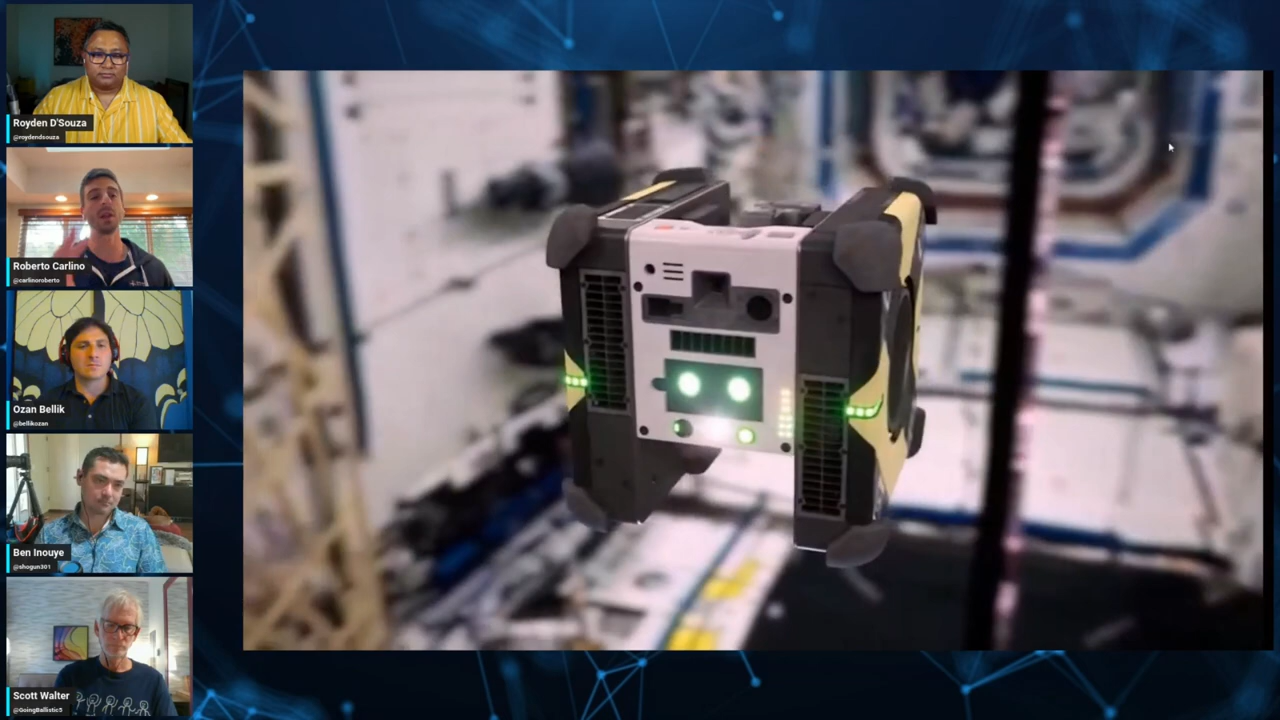 Royden D'Souza
@roydendsouza
Roberto Carlino
@carlinoroberto
Ozan Bellik
@bellikozan
Ben Inouye
@shogun301
Scott Walter
@GoingBallistic5